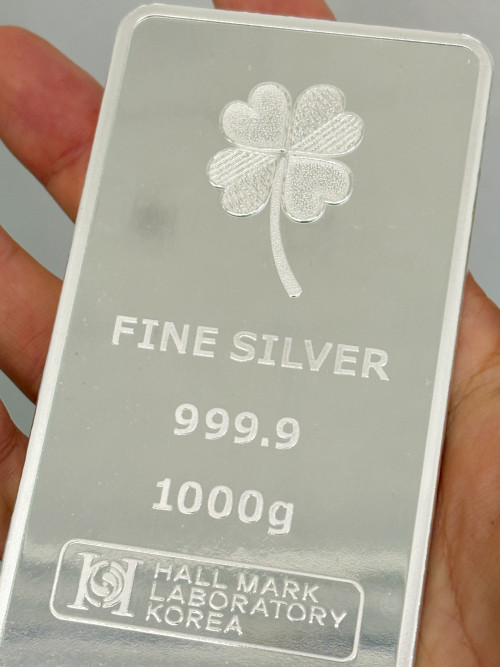 FINE SILVER
999.9
1000g
HALL MARK
LABORATORY
KOREA